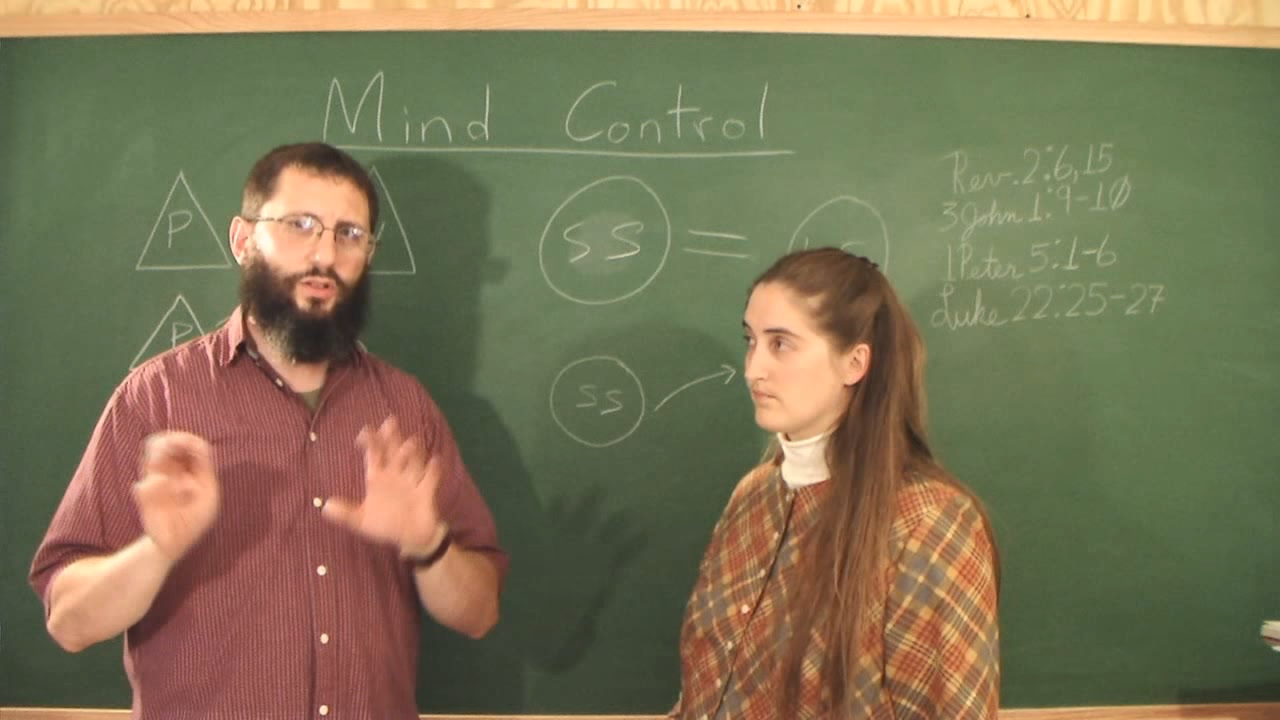 Mind Control
P
SS =
Rev. 2:6,15
3 John 1:9-10
1 Peter 5:1-6
Luke 22:25-27
P
SS